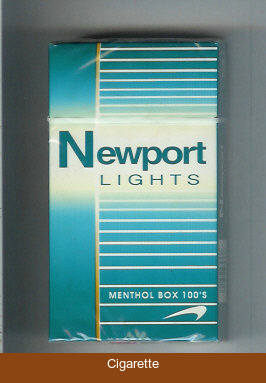 Newport
LIGHTS
MENTHOL BOX 100'S
Cigarette